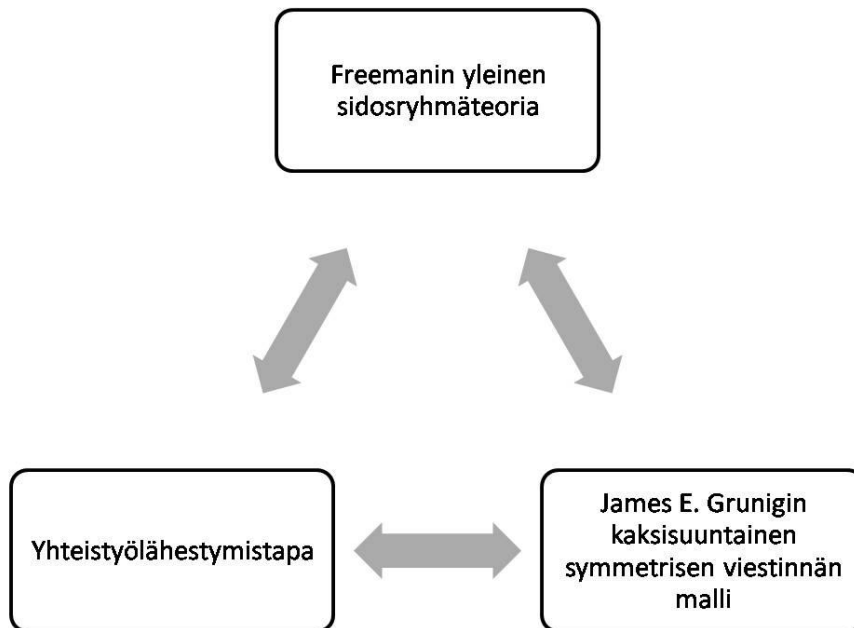 Freemanin yleinen
sidosryhmäteoria
Yhteistyölähestymistapa
James E. Grunigin
kaksisuuntainen
symmetrisen viestinnän
malli